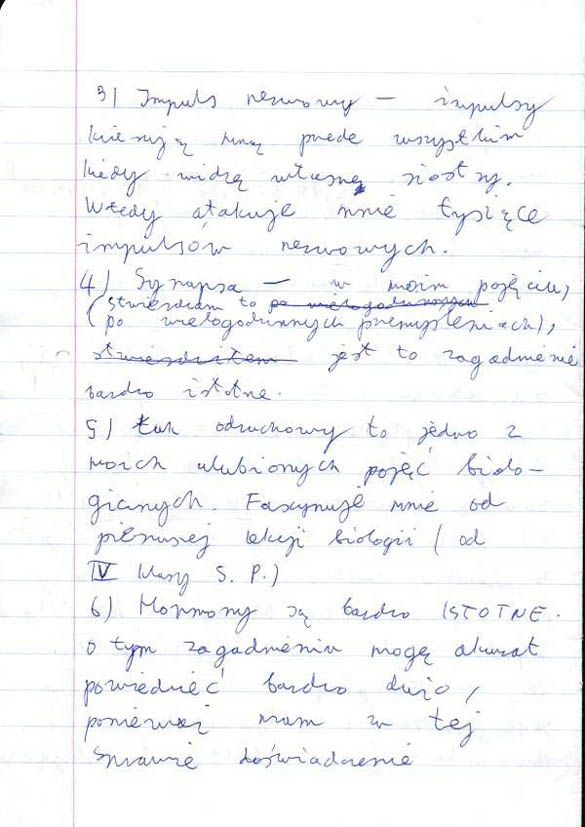 3) Impuls nerwowy – impulsy
kierują mną przede wszystkim
kiedy widzę własną siostrę.
Wtedy atakuje mnie tysiące
impulsów nerwowych.
4) Synapsa – w moim pojęciu,
(stwierdzam to po wielogodzinnych
po wielogodzinnych przemyśleniach),
stwierdziłem jest to zagadnienie
bardzo istotne.
5) Łuk odruchowy to jedno z
moich ulubionych pojęć biolo-
gicznych. Fascynuje mnie od
pierwszej lekcji biologii (od
IV klasy S. P.)
6) Hormony są bardzo ISTOTNE.
o tym zagadnieniu mogę akurat
powiedzieć bardzo dużo,
ponieważ mam w tej
sprawie doświadczenie